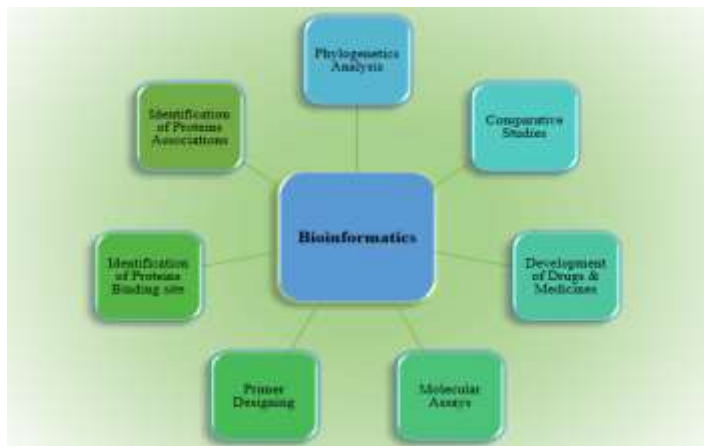 Phylogenetics
Analysis
Comparative
Studies
Development
of Drugs &
Medicines
Molecular
Assays
Primer
Designing
Identification
of Proteins
Binding site
Identification
of Proteins
Associations
Bioinformatics